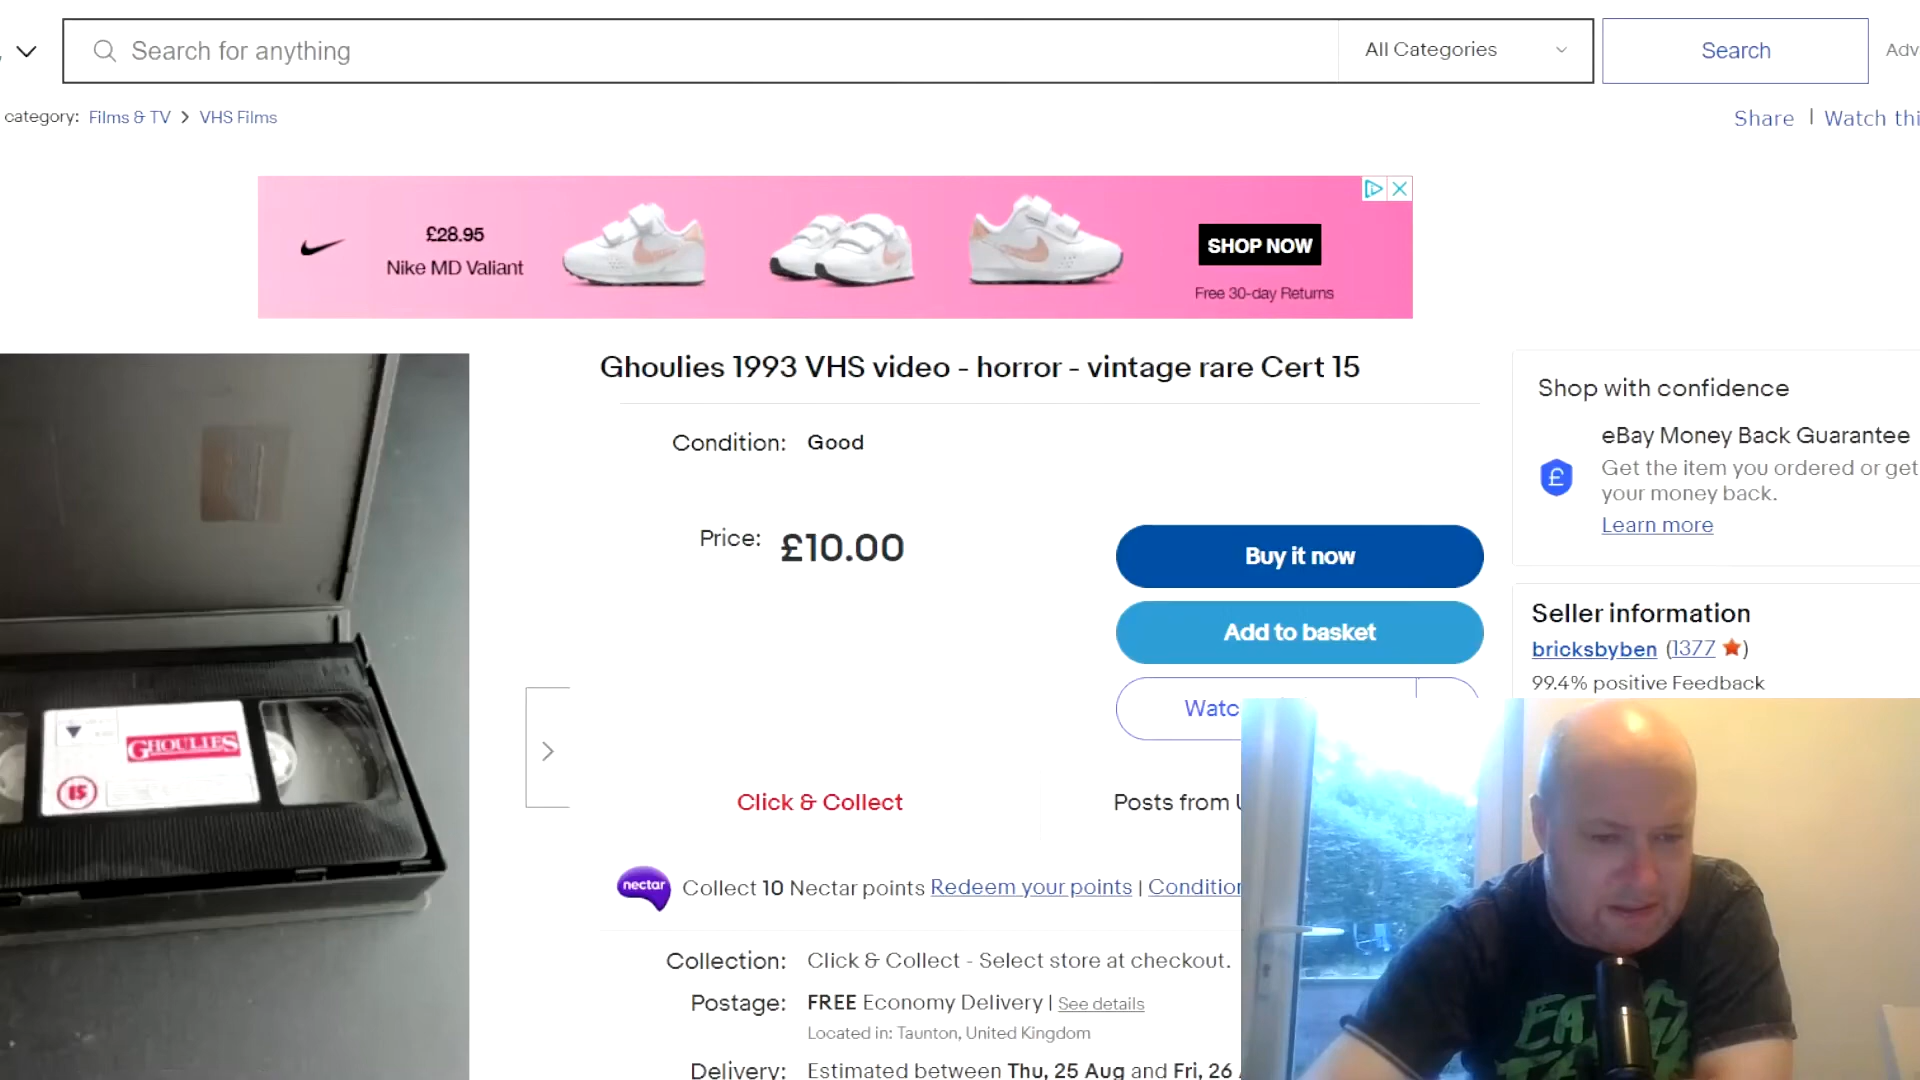 Search for anything
All Categories
Search
Adv
category: Films & TV > VHS Films
Share | Watch thi
£28.95
Nike MD Valiant
SHOP NOW
Free 30-day Returns
Ghoulies 1993 VHS video - horror - vintage rare Cert 15
Condition: Good
Price: £10.00
Buy it now
Add to basket
Watc
Click & Collect
Posts from U
nectar
Collect 10 Nectar points Redeem your points | Condition
Collection: Click & Collect - Select store at checkout.
Postage: FREE Economy Delivery | See details
Located in: Taunton, United Kingdom
Delivery: Estimated between Thu, 25 Aug and Fri, 26
Shop with confidence
eBay Money Back Guarantee
Get the item you ordered or get
your money back.
Learn more
Seller information
bricksbyben (1377)
99.4% positive Feedback
GHOULIES
15